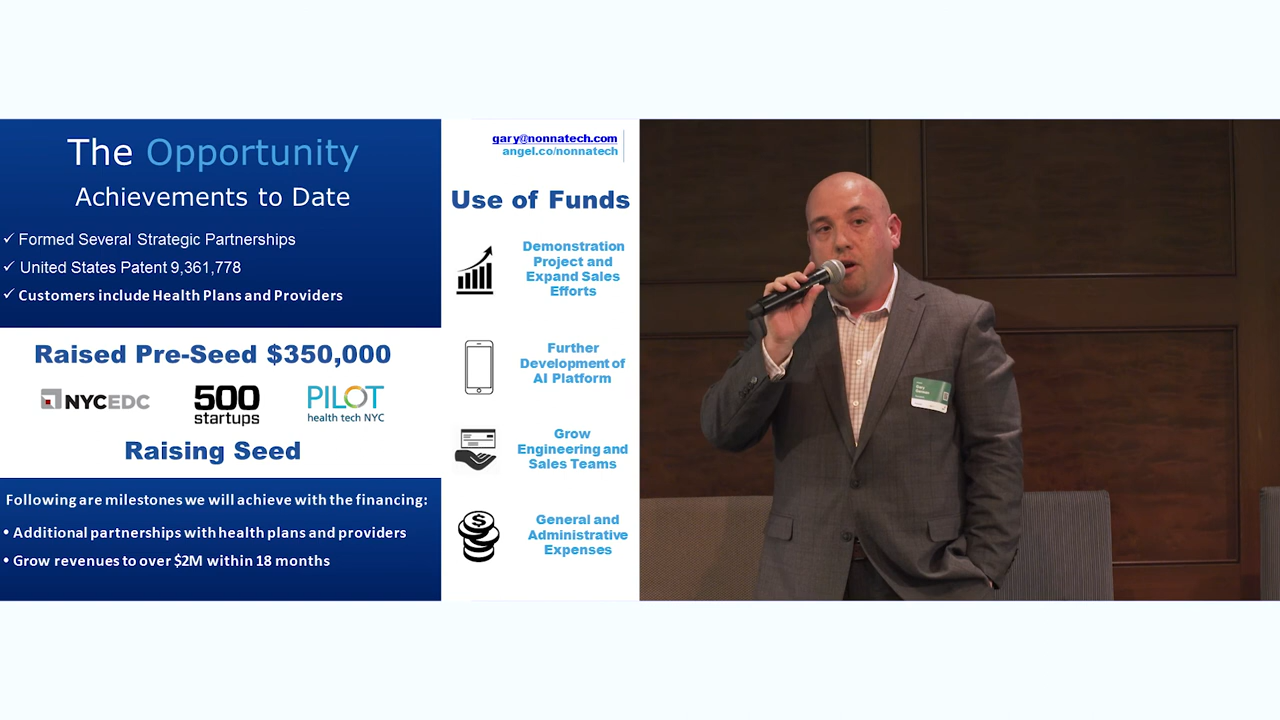 The Opportunity
Achievements to Date
✓ Formed Several Strategic Partnerships
✓ United States Patent 9,361,778
✓ Customers include Health Plans and Providers
Raised Pre-Seed $350,000
NYCEDC
500
startups
PILOT
health tech NYC
Raising Seed
Following are milestones we will achieve with the financing:
• Additional partnerships with health plans and providers
• Grow revenues to over $2M within 18 months
gary@nonnatech.com
angel.co/nonnatech
Use of Funds
Demonstration
Project and
Expand Sales
Efforts
Further
Development of
AI Platform
Grow
Engineering and
Sales Teams
General and
Administrative
Expenses